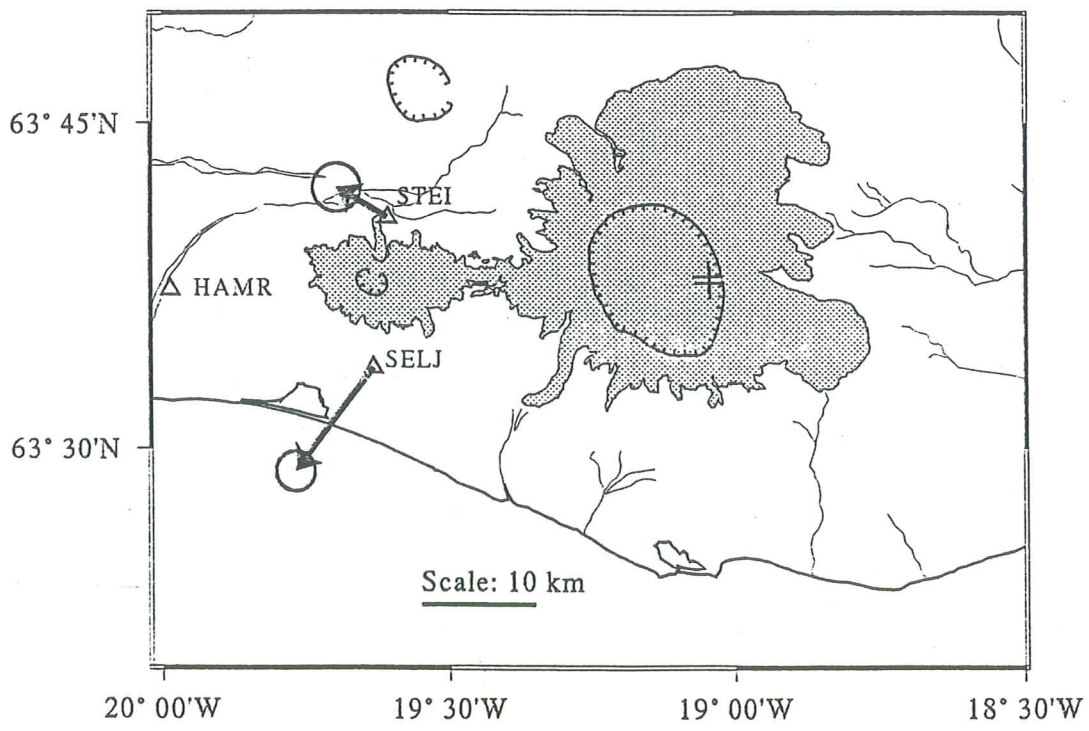 63° 45'N
STEI
HAMR
SELJ
63° 30'N
Scale: 10 km
20° 00'W
19° 30'W
19° 00'W
18° 30'W